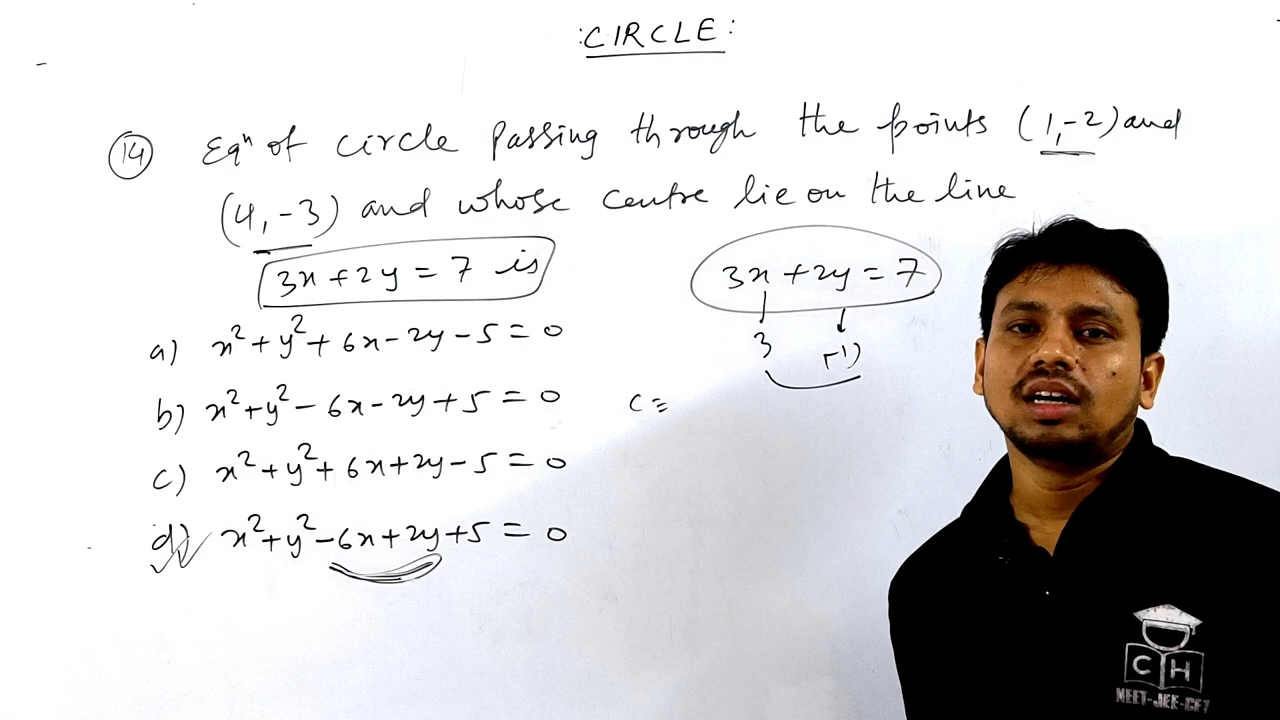 : CIRCLE :
14 Eqⁿ of circle Passing through the points (1,-2) and
(4,-3) and whose centre lie on the line
3x+2y=7 is
a) x²+y²+6x-2y-5=0
b) x²+y²-6x-2y+5=0
c) x²+y²+6x+2y-5=0
d) x²+y²-6x+2y+5=0
3x+2y=7
3 (-1)
C ≡
C H
NEET-JEE-CET